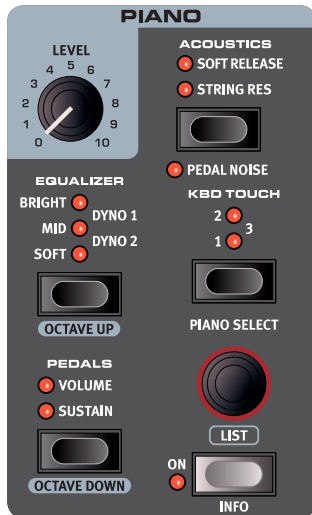 PIANO
LEVEL
0 1 2 3 4 5 6 7 8 9 10
ACOUSTICS
SOFT RELEASE
STRING RES
PEDAL NOISE
EQUALIZER
BRIGHT
DYNO 1
MID
DYNO 2
SOFT
OCTAVE UP
KBD TOUCH
2
3
1
PIANO SELECT
LIST
PEDALS
VOLUME
SUSTAIN
OCTAVE DOWN
ON
INFO